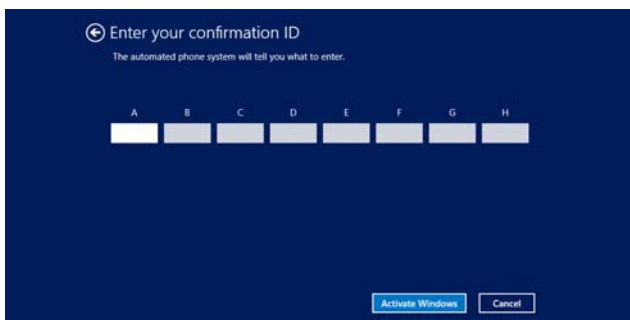 Enter your confirmation ID
The automated phone system will tell you what to enter.
A B C D E F G H
Activate Windows Cancel